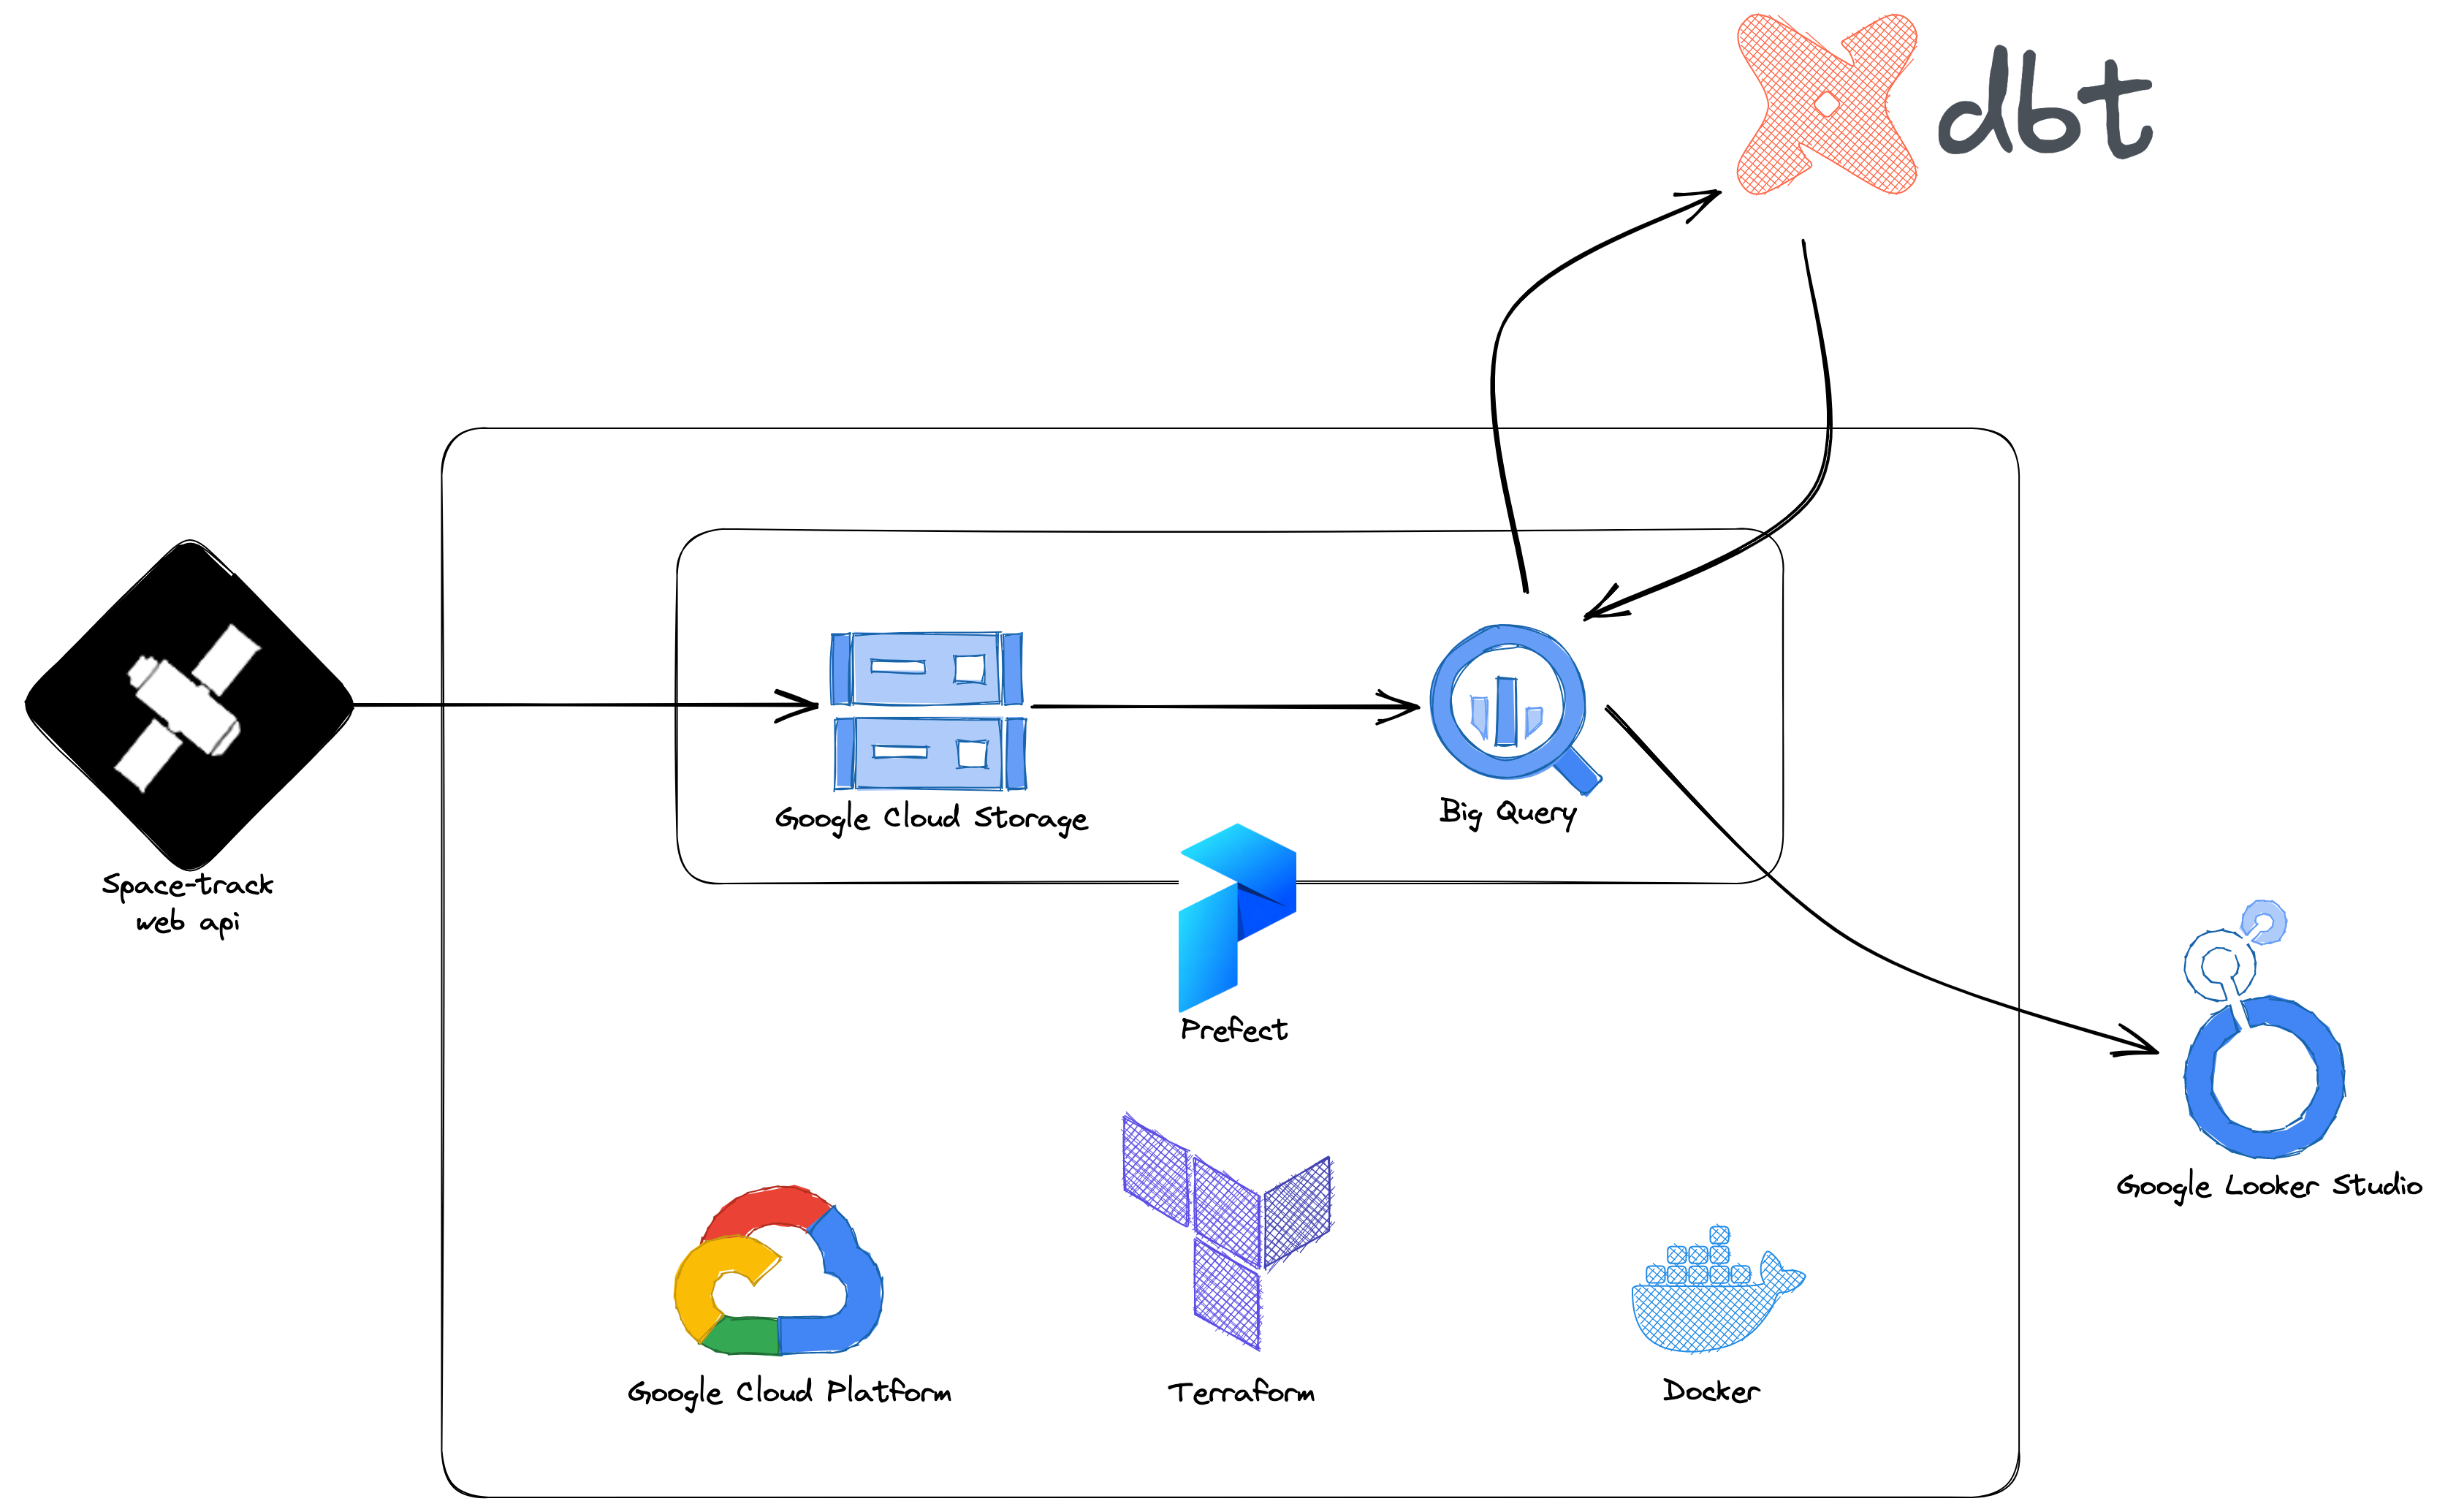 dbt
Space-track
web api
Google Cloud Storage
Big Query
Prefect
Google Looker Studio
Google Cloud Platform
Terraform
Docker